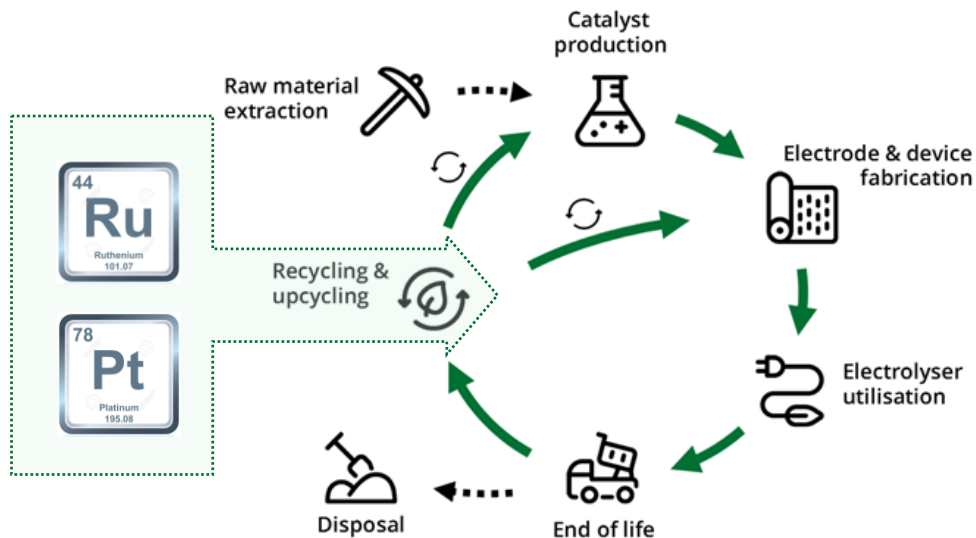 Catalyst
production
Raw material
extraction
Electrode & device
fabrication
44
Ru
Ruthenium
101.07
Recycling &
upcycling
78
Pt
Platinum
195.08
Electrolyser
utilisation
Disposal
End of life